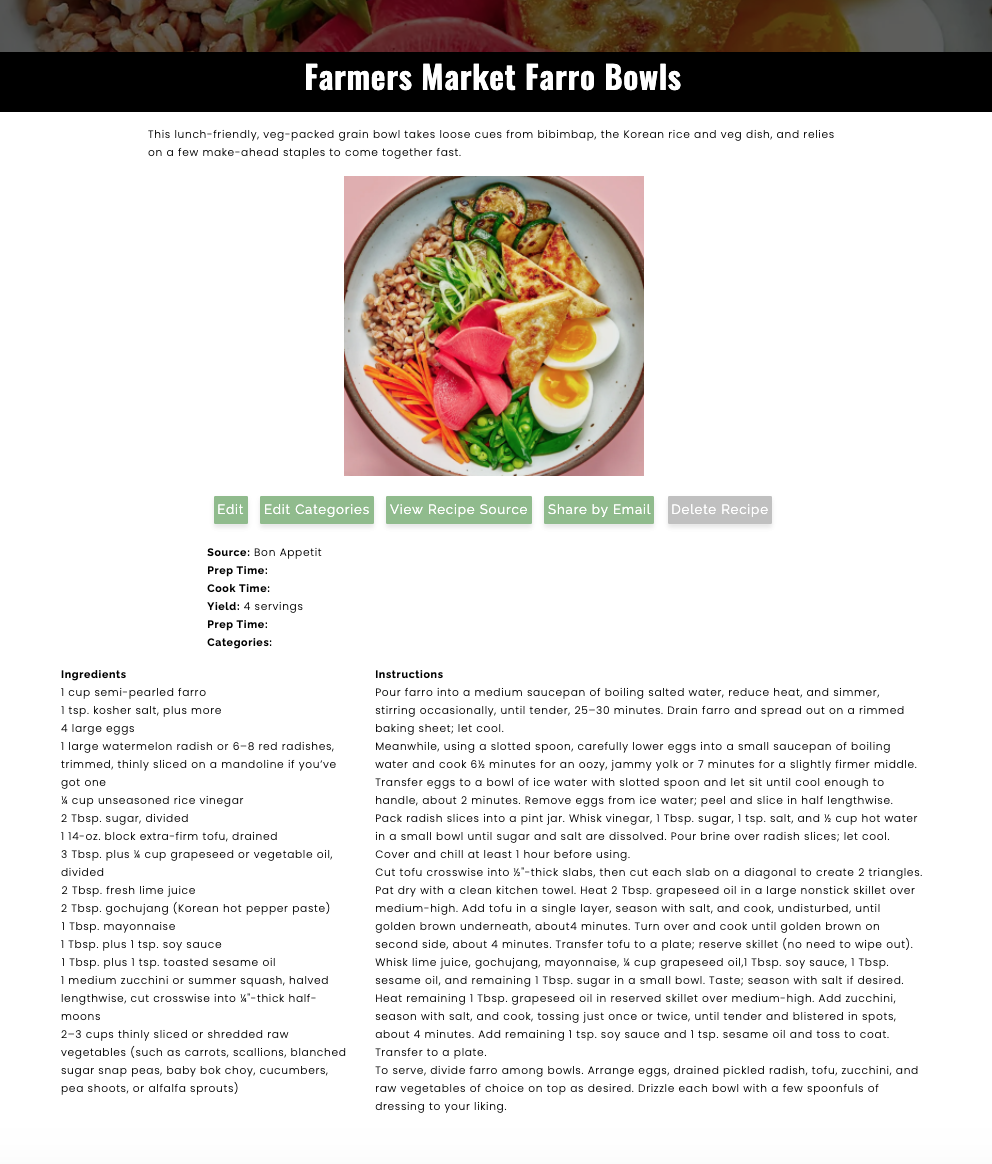 Farmers Market Farro Bowls
This lunch-friendly, veg-packed grain bowl takes loose cues from bibimbap, the Korean rice and veg dish, and relies
on a few make-ahead staples to come together fast.
Edit
Edit Categories
View Recipe Source
Share by Email
Delete Recipe
Source: Bon Appetit
Prep Time:
Cook Time:
Yield: 4 servings
Prep Time:
Categories:
Ingredients
1 cup semi-pearled farro
1 tsp. kosher salt, plus more
4 large eggs
1 large watermelon radish or 6–8 red radishes,
trimmed, thinly sliced on a mandoline if you've
got one
¼ cup unseasoned rice vinegar
2 Tbsp. sugar, divided
1 14-oz. block extra-firm tofu, drained
3 Tbsp. plus ¼ cup grapeseed or vegetable oil,
divided
2 Tbsp. fresh lime juice
2 Tbsp. gochujang (Korean hot pepper paste)
1 Tbsp. mayonnaise
1 Tbsp. plus 1 tsp. soy sauce
1 Tbsp. plus 1 tsp. toasted sesame oil
1 medium zucchini or summer squash, halved
lengthwise, cut crosswise into ¼"-thick half-
moons
2–3 cups thinly sliced or shredded raw
vegetables (such as carrots, scallions, blanched
sugar snap peas, baby bok choy, cucumbers,
pea shoots, or alfalfa sprouts)
Instructions
Pour farro into a medium saucepan of boiling salted water, reduce heat, and simmer,
stirring occasionally, until tender, 25–30 minutes. Drain farro and spread out on a rimmed
baking sheet; let cool.
Meanwhile, using a slotted spoon, carefully lower eggs into a small saucepan of boiling
water and cook 6½ minutes for an oozy, jammy yolk or 7 minutes for a slightly firmer middle.
Transfer eggs to a bowl of ice water with slotted spoon and let sit until cool enough to
handle, about 2 minutes. Remove eggs from ice water; peel and slice in half lengthwise.
Pack radish slices into a pint jar. Whisk vinegar, 1 Tbsp. sugar, 1 tsp. salt, and ½ cup hot water
in a small bowl until sugar and salt are dissolved. Pour brine over radish slices; let cool.
Cover and chill at least 1 hour before using.
Cut tofu crosswise into ½"-thick slabs, then cut each slab on a diagonal to create 2 triangles.
Pat dry with a clean kitchen towel. Heat 2 Tbsp. grapeseed oil in a large nonstick skillet over
medium-high. Add tofu in a single layer, season with salt, and cook, undisturbed, until
golden brown underneath, about4 minutes. Turn over and cook until golden brown on
second side, about 4 minutes. Transfer tofu to a plate; reserve skillet (no need to wipe out).
Whisk lime juice, gochujang, mayonnaise, ¼ cup grapeseed oil,1 Tbsp. soy sauce, 1 Tbsp.
sesame oil, and remaining 1 Tbsp. sugar in a small bowl. Taste; season with salt if desired.
Heat remaining 1 Tbsp. grapeseed oil in reserved skillet over medium-high. Add zucchini,
season with salt, and cook, tossing just once or twice, until tender and blistered in spots,
about 4 minutes. Add remaining 1 tsp. soy sauce and 1 tsp. sesame oil and toss to coat.
Transfer to a plate.
To serve, divide farro among bowls. Arrange eggs, drained pickled radish, tofu, zucchini, and
raw vegetables of choice on top as desired. Drizzle each bowl with a few spoonfuls of
dressing to your liking.